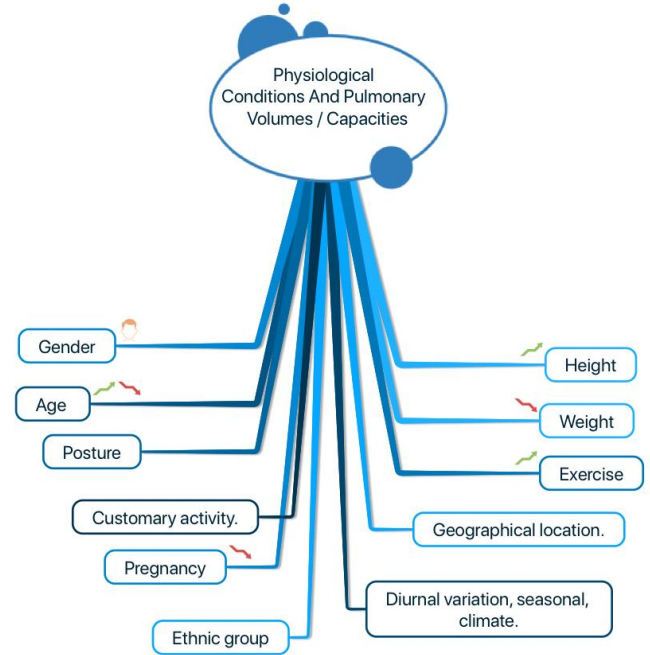 Physiological
Conditions And Pulmonary
Volumes / Capacities
Gender
Age
Posture
Customary activity.
Pregnancy
Ethnic group
Height
Weight
Exercise
Geographical location.
Diurnal variation, seasonal,
climate.